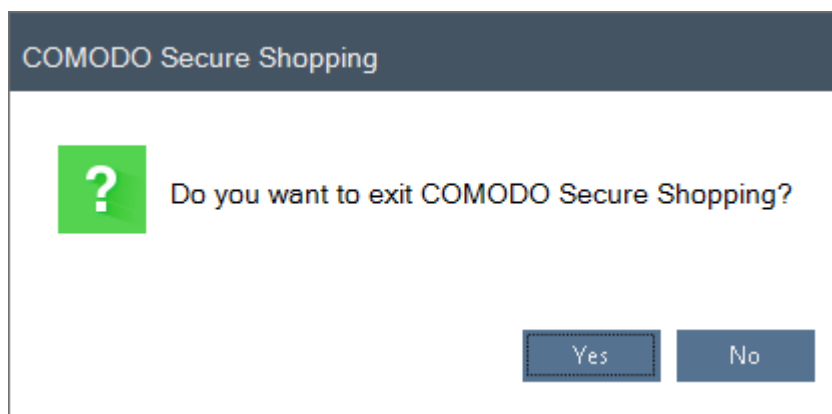 COMODO Secure Shopping
?
Do you want to exit COMODO Secure Shopping?
Yes No